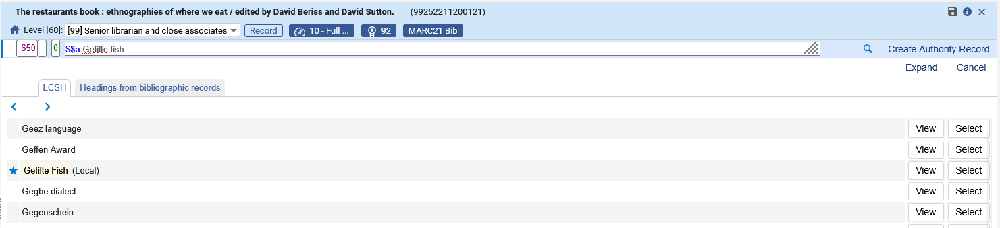 The restaurants book : ethnographies of where we eat / edited by David Beriss and David Sutton. (99252211200121)
Level [60]: [99] Senior librarian and close associates Record 10 - Full ... 92 MARC21 Bib
650 0 $$a Gefilte fish Create Authority Record
Expand Cancel
LCSH Headings from bibliographic records
Geez language View Select
Geffen Award View Select
Gefilte Fish (Local) View Select
Gegbe dialect View Select
Gegenschein View Select